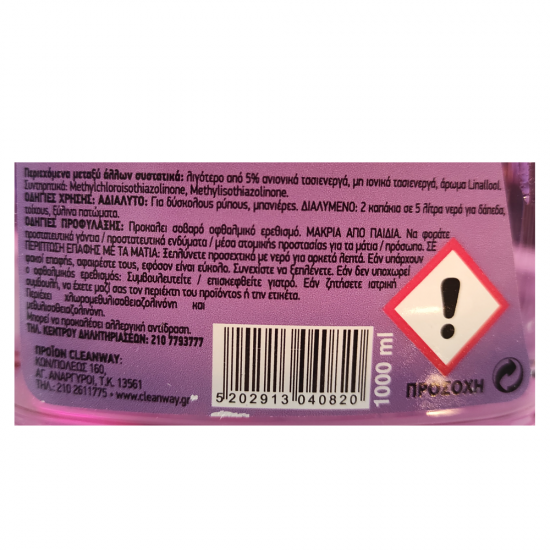 Περιεχόμενα μεταξύ άλλων συστατικά: λιγότερο από 5% ανιονικά τασιενεργά, μη ιονικά τασιενεργά, άρωμα Linallool.
Συντηρητικά: Methylchloroisothiazolinone, Methylisothiazolinone.
ΟΔΗΓΙΕΣ ΧΡΗΣΗΣ: ΑΔΙΑΛΥΤΟ: Για δύσκολους ρύπους, μπανιέρες. ΔΙΑΛΥΜΕΝΟ: 2 καπάκια σε 5 λίτρα νερό για δάπεδα,
τοίχους, ξύλινα πατώματα.
ΟΔΗΓΙΕΣ ΠΡΟΦΥΛΑΞΗΣ: Προκαλεί σοβαρό οφθαλμικό ερεθισμό. ΜΑΚΡΙΑ ΑΠΟ ΠΑΙΔΙΑ. Να φοράτε
προστατευτικά γάντια / προστατευτικά ενδύματα / μέσα ατομικής προστασίας για τα μάτια / πρόσωπο. ΣΕ
ΠΕΡΙΠΤΩΣΗ ΕΠΑΦΗΣ ΜΕ ΤΑ ΜΑΤΙΑ: Ξεπλύνετε προσεκτικά με νερό για αρκετά λεπτά. Εάν υπάρχουν
φακοί επαφής, αφαιρέστε τους, εφόσον είναι εύκολο. Συνεχίστε να ξεπλένετε. Εάν δεν υποχωρεί
ο οφθαλμικός ερεθισμός: Συμβουλευτείτε / επισκεφθείτε γιατρό. Εάν ζητήσετε ιατρική
συμβουλή, να έχετε μαζί σας τον περιέκτη του προϊόντος ή την ετικέτα.
Περιέχει χλωρομεθυλισοθειαζολινόνη και
μεθυλισοθειαζολινόνη.
Μπορεί να προκαλέσει αλλεργική αντίδραση.
ΤΗΛ. ΚΕΝΤΡΟΥ ΔΗΛΗΤΗΡΙΑΣΕΩΝ: 210 7793777
ΠΡΟΪΟΝ CLEANWAY:
ΚΩΝ/ΠΟΛΕΩΣ 160,
ΑΓ. ΑΝΑΡΓΥΡΟΙ, Τ.Κ. 13561
ΤΗΛ.: 210 2611775 • www.cleanway.gr
5 202913 040820
1000 ml
ΠΡΟΣΟΧΗ